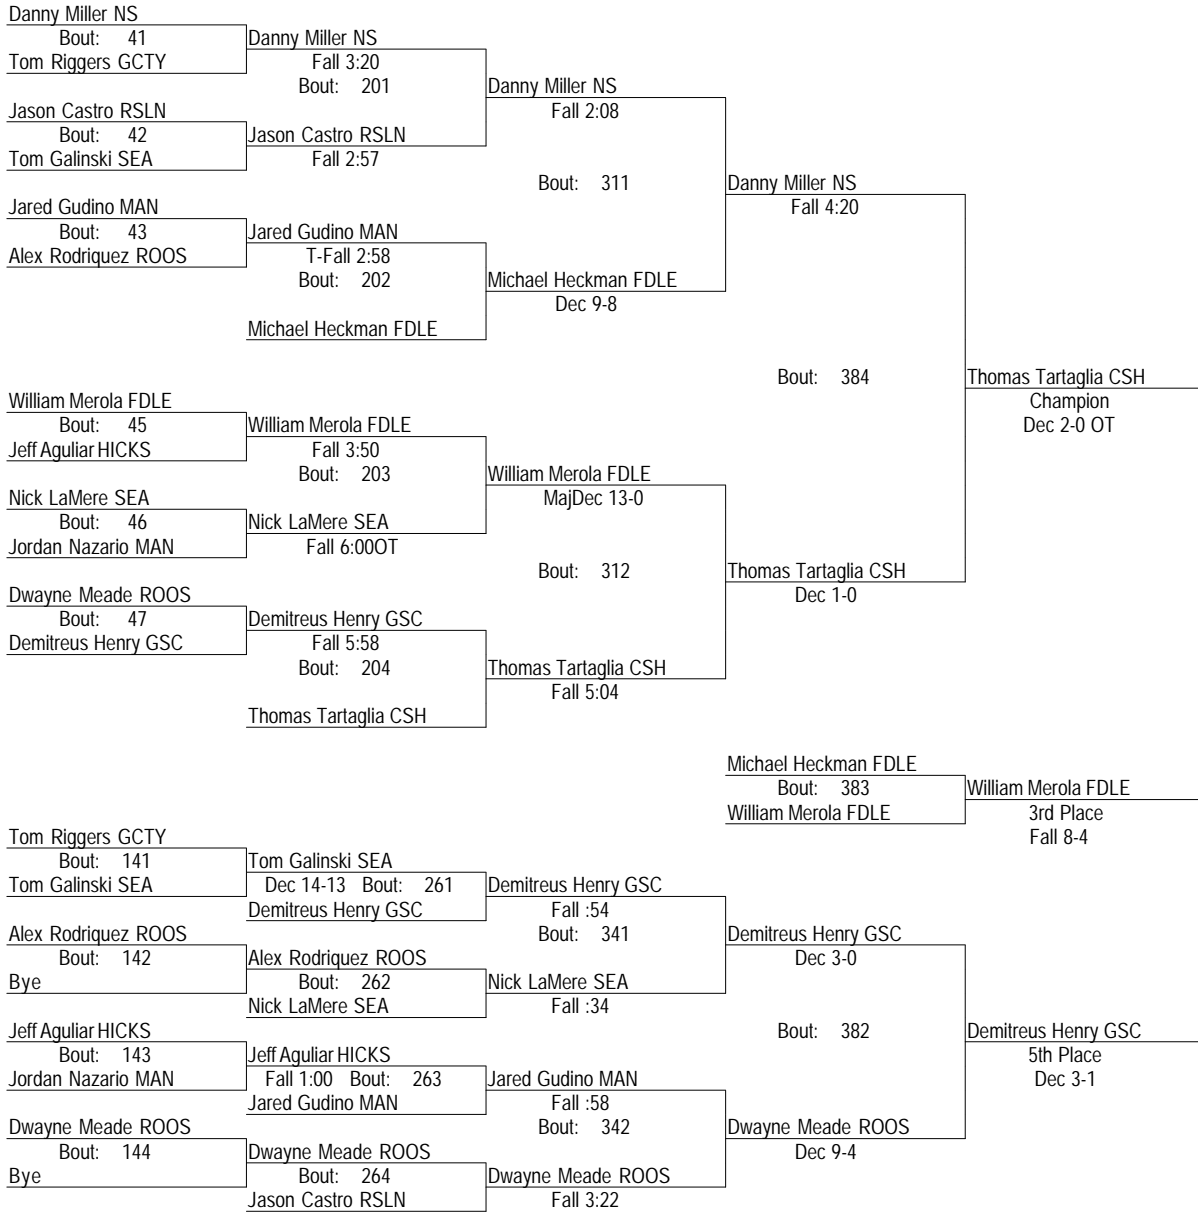 Danny Miller NS
Bout: 41
Tom Riggers GCTY
Danny Miller NS
Fall 3:20
Bout: 201
Jason Castro RSLN
Bout: 42
Tom Galinski SEA
Jason Castro RSLN
Fall 2:57
Danny Miller NS
Fall 2:08
Bout: 311
Jared Gudino MAN
Bout: 43
Alex Rodriquez ROOS
Jared Gudino MAN
T-Fall 2:58
Bout: 202
Michael Heckman FDLE
Michael Heckman FDLE
Dec 9-8
Danny Miller NS
Fall 4:20
Bout: 384
Thomas Tartaglia CSH
Champion
Dec 2-0 OT
William Merola FDLE
Bout: 45
Jeff Aguliar HICKS
William Merola FDLE
Fall 3:50
Bout: 203
Nick LaMere SEA
Bout: 46
Jordan Nazario MAN
Nick LaMere SEA
Fall 6:00OT
William Merola FDLE
MajDec 13-0
Bout: 312
Thomas Tartaglia CSH
Dec 1-0
Dwayne Meade ROOS
Bout: 47
Demitreus Henry GSC
Demitreus Henry GSC
Fall 5:58
Bout: 204
Thomas Tartaglia CSH
Thomas Tartaglia CSH
Fall 5:04
Michael Heckman FDLE
Bout: 383
William Merola FDLE
William Merola FDLE
3rd Place
Fall 8-4
Tom Riggers GCTY
Bout: 141
Tom Galinski SEA
Tom Galinski SEA
Dec 14-13 Bout: 261
Demitreus Henry GSC
Demitreus Henry GSC
Fall :54
Bout: 341
Alex Rodriquez ROOS
Bout: 142
Bye
Alex Rodriquez ROOS
Bout: 262
Nick LaMere SEA
Nick LaMere SEA
Fall :34
Demitreus Henry GSC
Dec 3-0
Bout: 382
Demitreus Henry GSC
5th Place
Dec 3-1
Jeff Aguliar HICKS
Bout: 143
Jordan Nazario MAN
Jeff Aguliar HICKS
Fall 1:00 Bout: 263
Jared Gudino MAN
Jared Gudino MAN
Fall :58
Bout: 342
Dwayne Meade ROOS
Dec 9-4
Dwayne Meade ROOS
Bout: 144
Bye
Dwayne Meade ROOS
Bout: 264
Jason Castro RSLN
Dwayne Meade ROOS
Fall 3:22